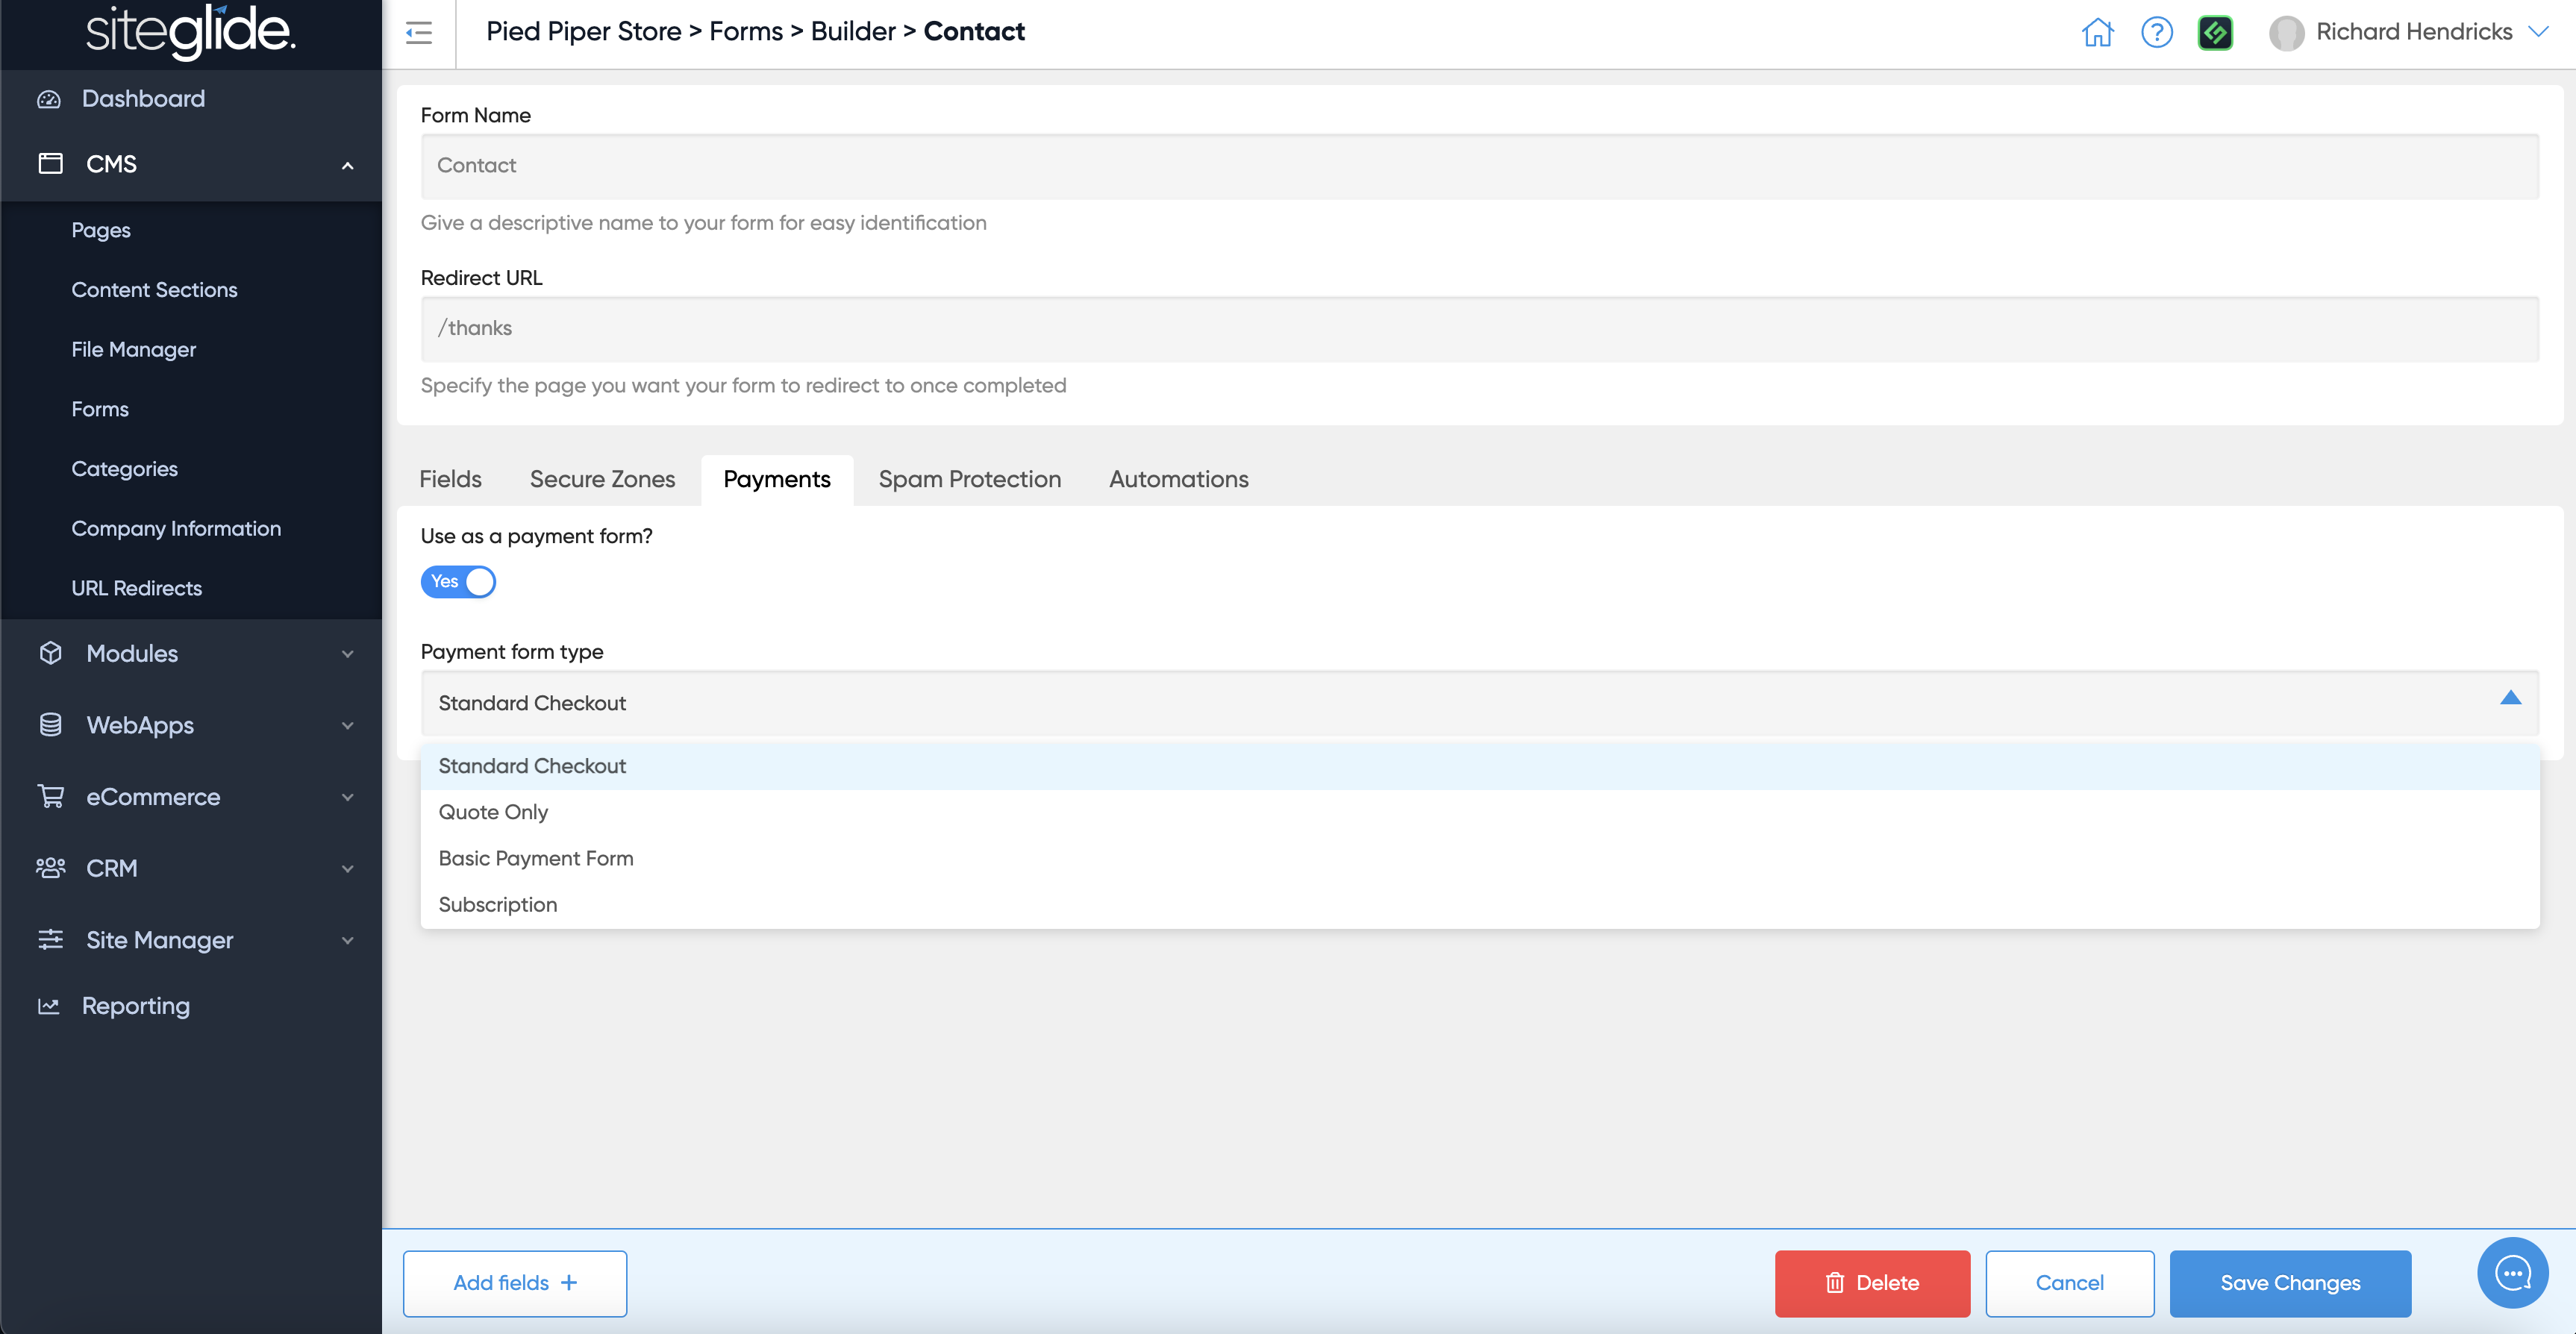 siteglide.
Pied Piper Store > Forms > Builder > Contact
Richard Hendricks
Dashboard
CMS
Pages
Content Sections
File Manager
Forms
Categories
Company Information
URL Redirects
Modules
WebApps
eCommerce
CRM
Site Manager
Reporting
Form Name
Contact
Give a descriptive name to your form for easy identification
Redirect URL
/thanks
Specify the page you want your form to redirect to once completed
Fields Secure Zones Payments Spam Protection Automations
Use as a payment form?
Yes
Payment form type
Standard Checkout
Standard Checkout
Quote Only
Basic Payment Form
Subscription
Add fields +
Delete
Cancel
Save Changes